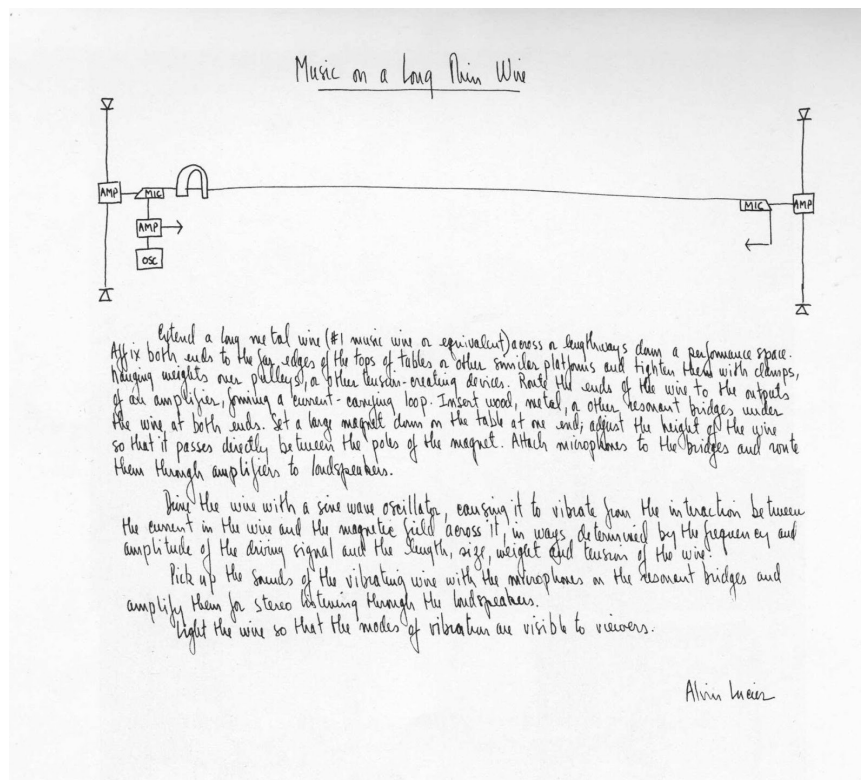 Music on a Long Thin Wire
AMP
MIC
AMP
OSC
MIC
AMP
Extend a long metal wire (#1 music wire or equivalent) across or lengthways down a performance space.
Affix both ends to the far edges of the tops of tables or other similar platforms and tighten them with clamps,
hanging weights over pulleys, or other tension-creating devices. Route the ends of the wire to the outputs
of an amplifier, forming a current-carrying loop. Insert wood, metal, or other resonant bridges under
the wire at both ends. Set a large magnet down on the table at one end; adjust the height of the wire
so that it passes directly between the poles of the magnet. Attach microphones to the bridges and route
them through amplifiers to loudspeakers.
Drive the wire with a sine wave oscillator, causing it to vibrate from the interaction between
the current in the wire and the magnetic field across it, in ways, determined by the frequency and
amplitude of the driving signal and the length, size, weight and tension of the wire.
Pick up the sounds of the vibrating wire with the microphones on the resonant bridges and
amplify them for stereo listening through the loudspeakers.
Light the wire so that the modes of vibration are visible to viewers.
Alvin Lucier